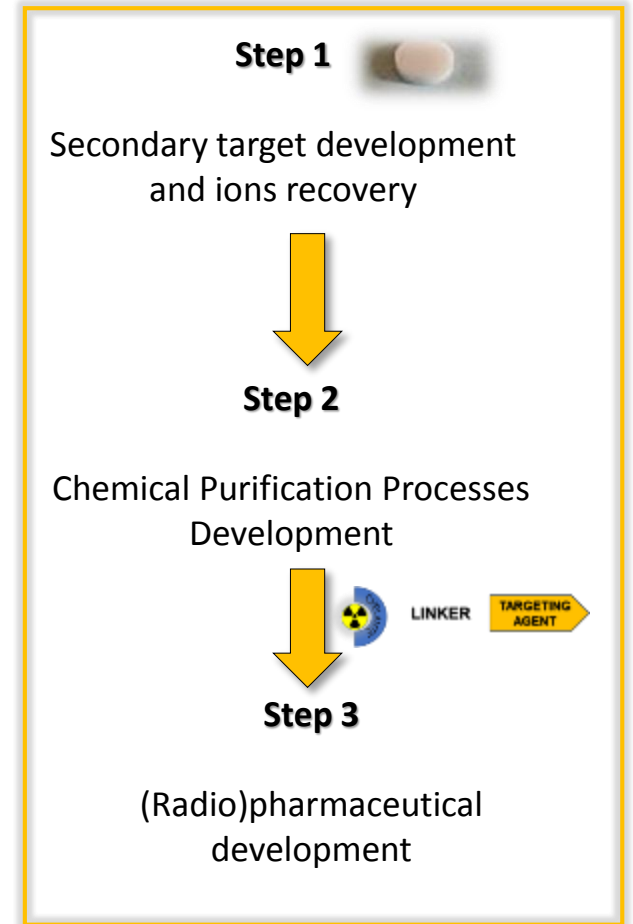 Step 1
Secondary target development
and ions recovery
Step 2
Chemical Purification Processes
Development
CHELATOR
LINKER
TARGETING
AGENT
Step 3
(Radio)pharmaceutical
development